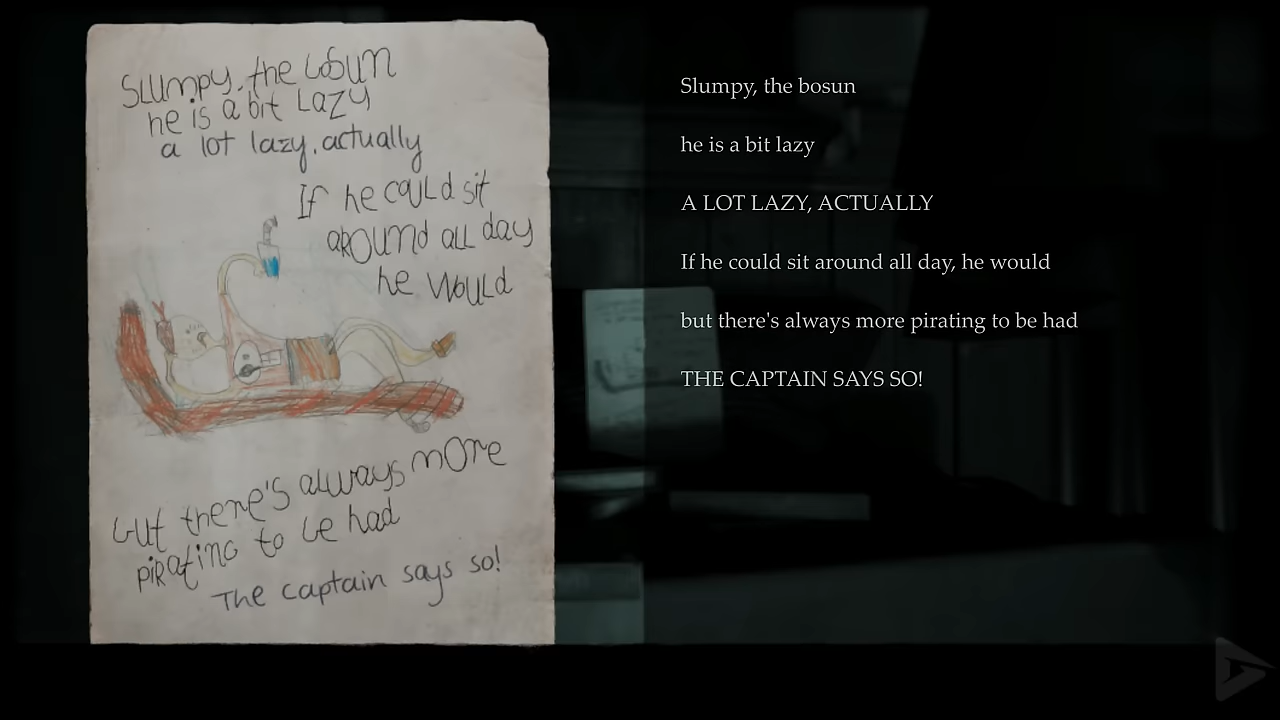 SLumpy, the bosun
he is a bit Lazy
a lot lazy, actually
If he could sit
aROUnd aLL day
he WOULd
but there's always mORe
piRating to be had
The captain says so!
Slumpy, the bosun
he is a bit lazy
A LOT LAZY, ACTUALLY
If he could sit around all day, he would
but there's always more pirating to be had
THE CAPTAIN SAYS SO!